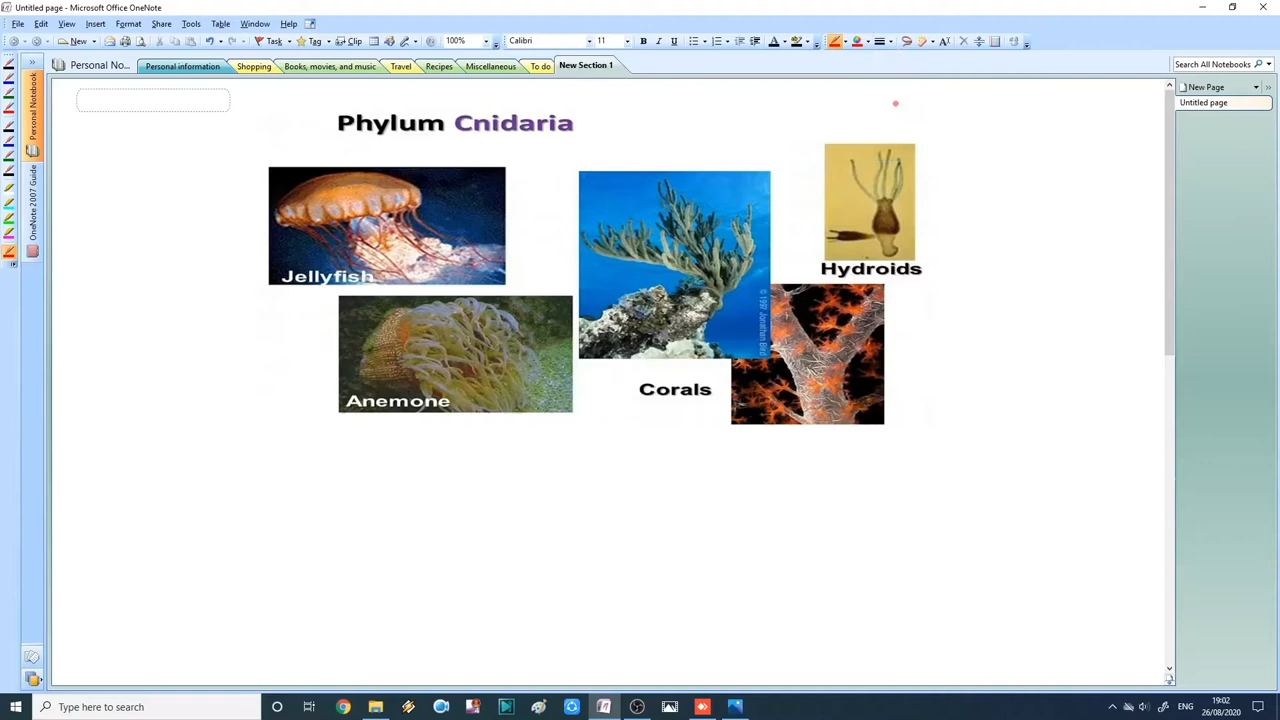 Untitled page - Microsoft Office OneNote
File Edit View Insert Format Share Tools Table Window Help
New Task Tag Clip 100% Calibri 11 B I U
Personal No... Personal information Shopping Books, movies, and music Travel Recipes Miscellaneous To do New Section 1 Search All Notebooks
New Page
Untitled page
Personal Notebook
OneNote 2007 Guide
Phylum Cnidaria
Jellyfish
Hydroids
© 1997 Jonathan Bird
Anemone
Corals
Type here to search
19:02
26/08/2020